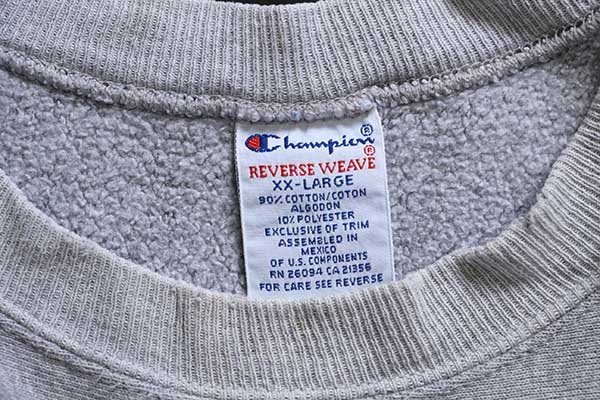 Champion®
REVERSE WEAVE®
XX-LARGE
90% COTTON/COTON
ALGODON
10% POLYESTER
EXCLUSIVE OF TRIM
ASSEMBLED IN
MEXICO
OF U.S. COMPONENTS
RN 26094 CA 21356
FOR CARE SEE REVERSE